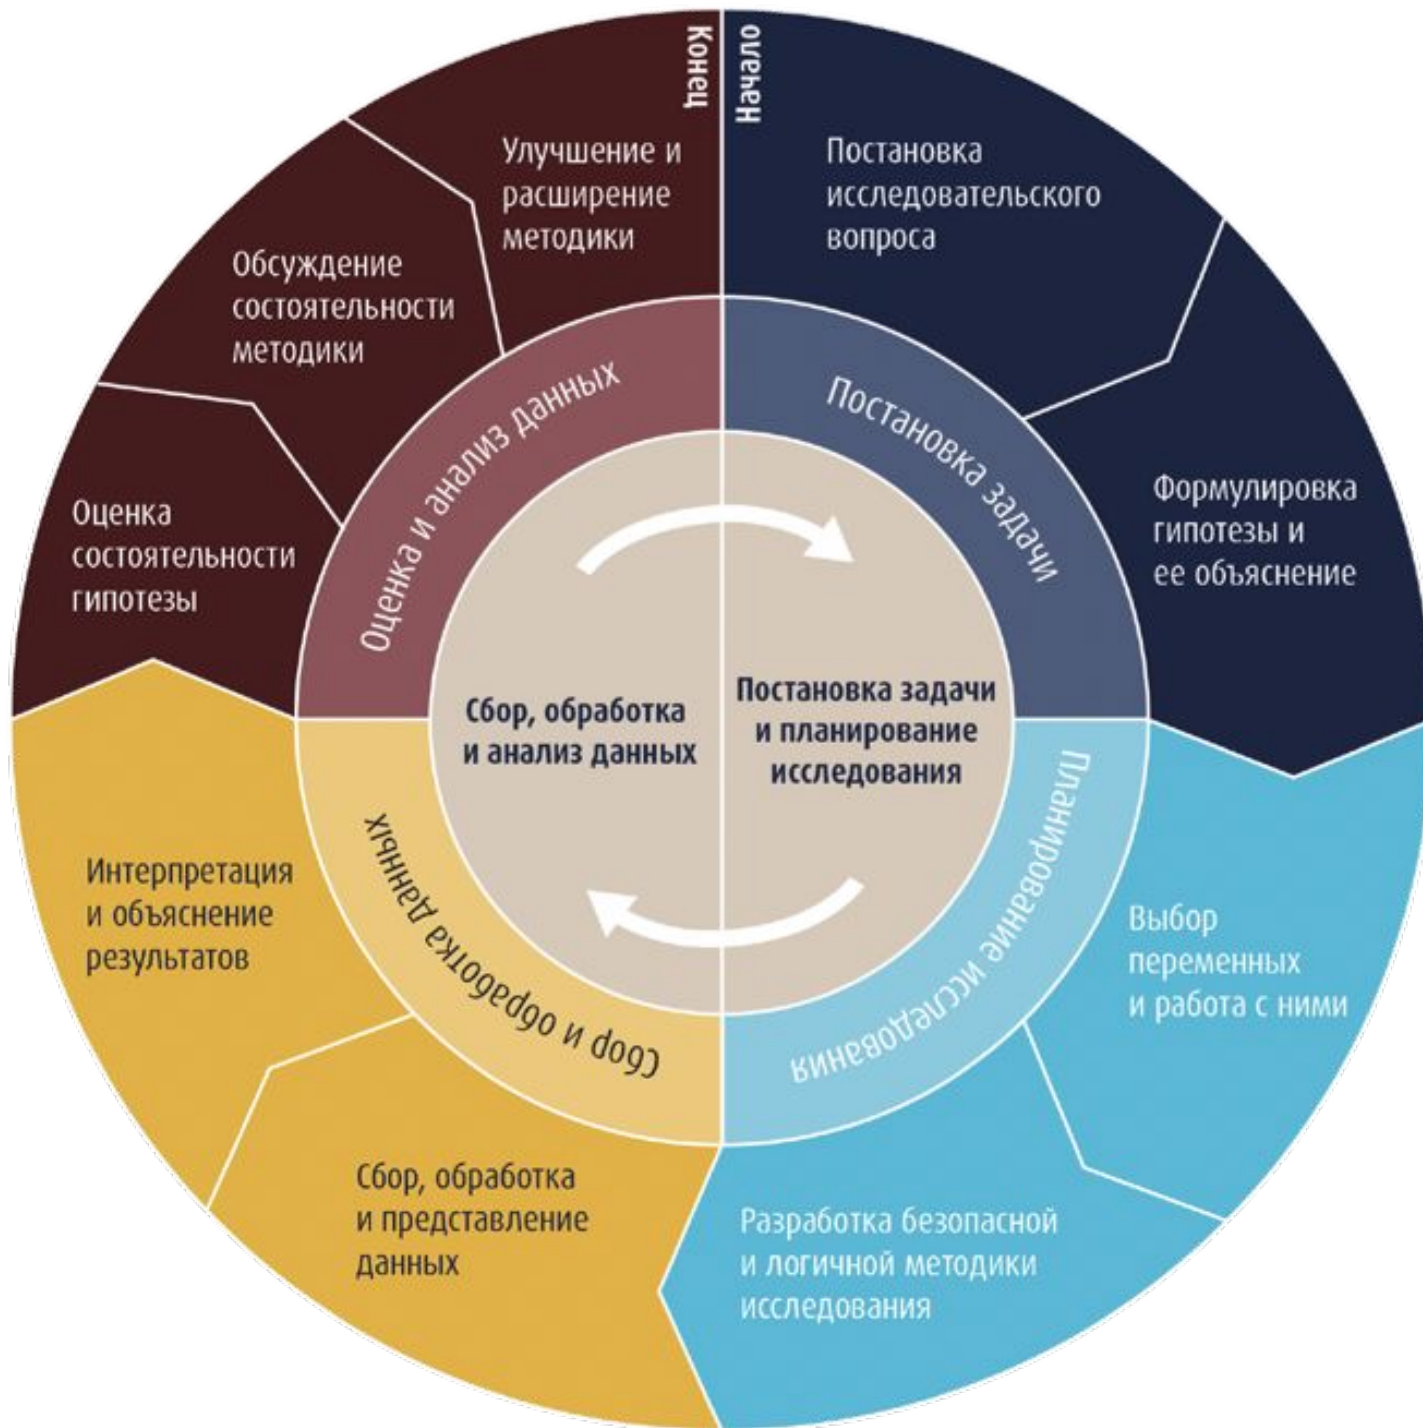 Конец
Начало
Постановка
исследовательского
вопроса
Формулировка
гипотезы и
ее объяснение
Выбор
переменных
и работа с ними
Разработка безопасной
и логичной методики
исследования
Сбор, обработка
и представление
данных
Интерпретация
и объяснение
результатов
Оценка
состоятельности
гипотезы
Обсуждение
состоятельности
методики
Улучшение и
расширение
методики
Постановка задачи
Планирование исследования
Сбор и обработка данных
Оценка и анализ данных
Постановка задачи
и планирование
исследования
Сбор, обработка
и анализ данных